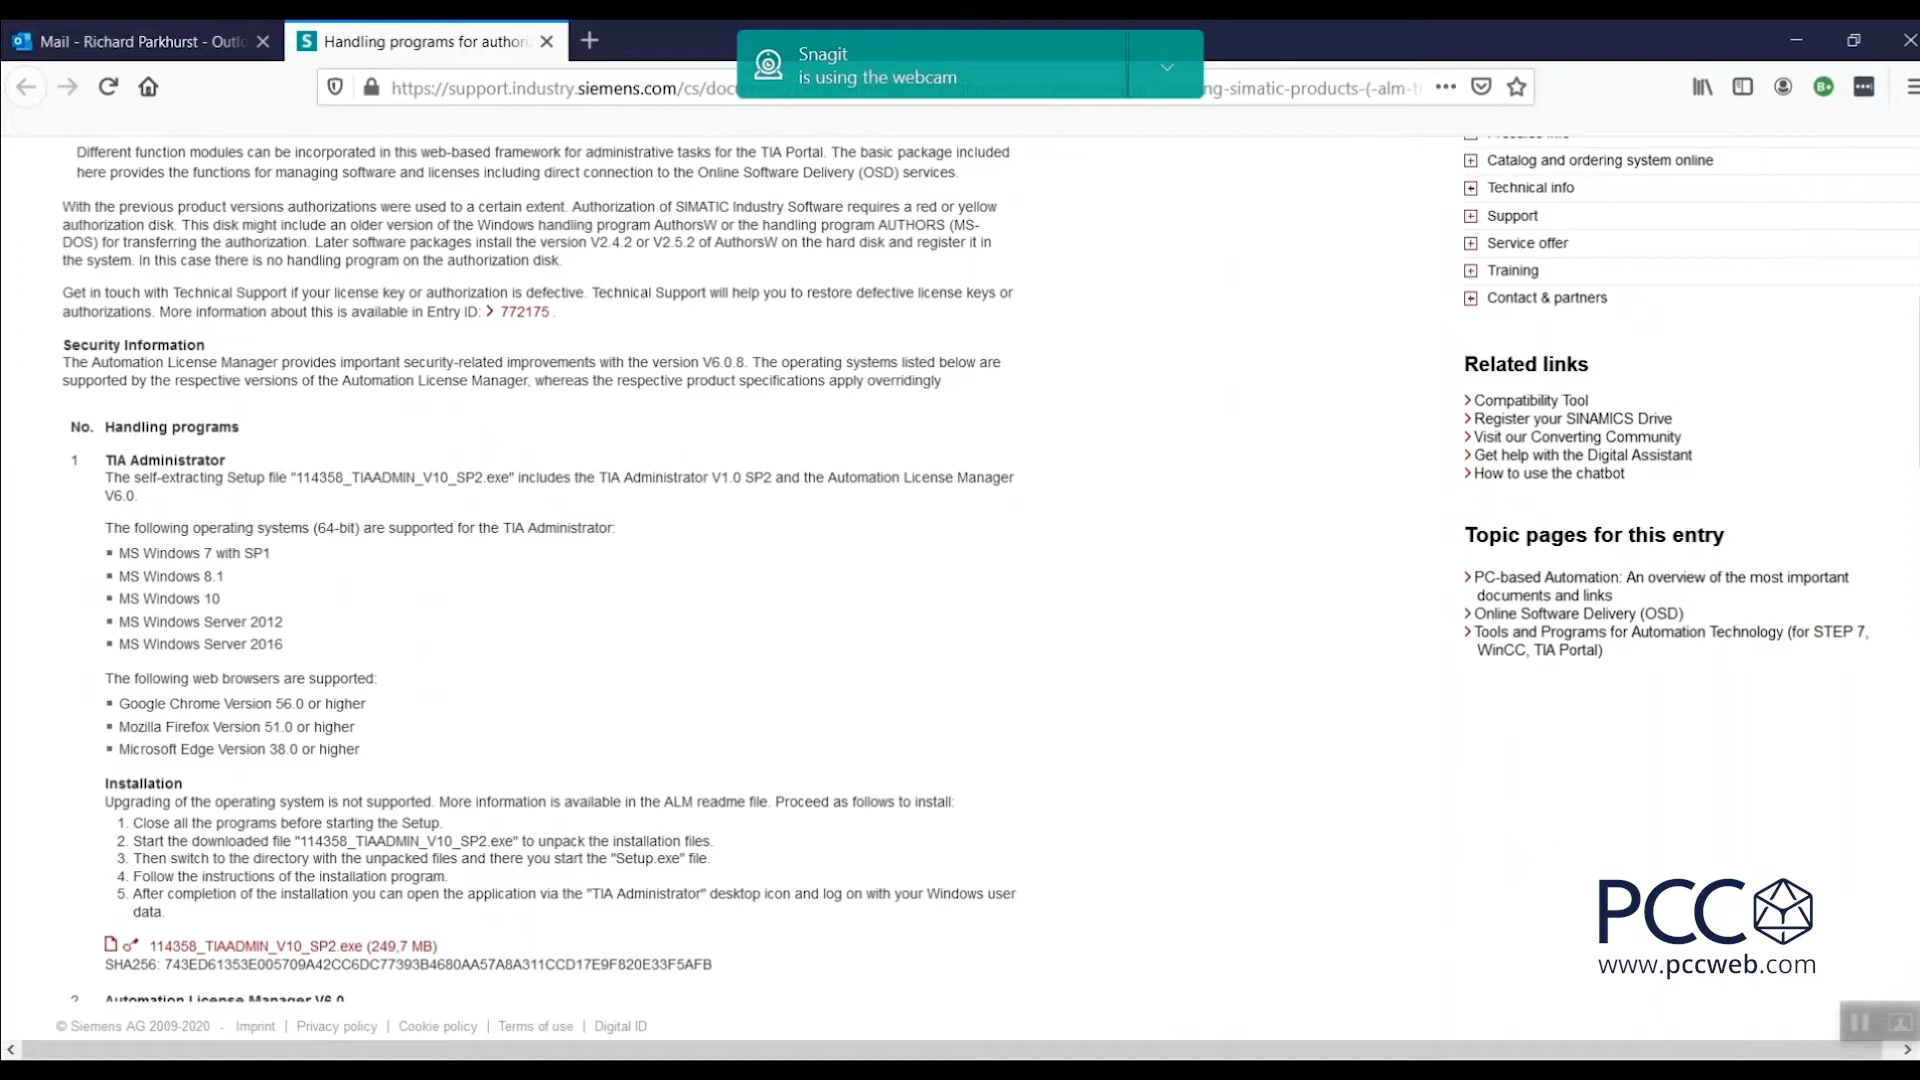 Mail - Richard Parkhurst - Outlo
Handling programs for authori
Snagit
is using the webcam
https://support.industry.siemens.com/cs/docu
ng-simatic-products-(-alm-ti
Different function modules can be incorporated in this web-based framework for administrative tasks for the TIA Portal. The basic package included
here provides the functions for managing software and licenses including direct connection to the Online Software Delivery (OSD) services.
With the previous product versions authorizations were used to a certain extent. Authorization of SIMATIC Industry Software requires a red or yellow
authorization disk. This disk might include an older version of the Windows handling program AuthorsW or the handling program AUTHORS (MS-
DOS) for transferring the authorization. Later software packages install the version V2.4.2 or V2.5.2 of AuthorsW on the hard disk and register it in
the system. In this case there is no handling program on the authorization disk.
Get in touch with Technical Support if your license key or authorization is defective. Technical Support will help you to restore defective license keys or
authorizations. More information about this is available in Entry ID: > 772175 .
Security Information
The Automation License Manager provides important security-related improvements with the version V6.0.8. The operating systems listed below are
supported by the respective versions of the Automation License Manager, whereas the respective product specifications apply overridingly
No. Handling programs
1 TIA Administrator
The self-extracting Setup file "114358_TIAADMIN_V10_SP2.exe" includes the TIA Administrator V1.0 SP2 and the Automation License Manager
V6.0.
The following operating systems (64-bit) are supported for the TIA Administrator:
MS Windows 7 with SP1
MS Windows 8.1
MS Windows 10
MS Windows Server 2012
MS Windows Server 2016
The following web browsers are supported:
Google Chrome Version 56.0 or higher
Mozilla Firefox Version 51.0 or higher
Microsoft Edge Version 38.0 or higher
Installation
Upgrading of the operating system is not supported. More information is available in the ALM readme file. Proceed as follows to install:
1. Close all the programs before starting the Setup.
2. Start the downloaded file "114358_TIAADMIN_V10_SP2.exe" to unpack the installation files.
3. Then switch to the directory with the unpacked files and there you start the "Setup.exe" file.
4. Follow the instructions of the installation program.
5. After completion of the installation you can open the application via the "TIA Administrator" desktop icon and log on with your Windows user
data.
114358_TIAADMIN_V10_SP2.exe (249,7 MB)
SHA256: 743ED61353E005709A42CC6DC77393B4680AA57A8A311CCD17E9F820E33F5AFB
2 Automation License Manager V6.0
© Siemens AG 2009-2020 - Imprint | Privacy policy | Cookie policy | Terms of use | Digital ID
Catalog and ordering system online
Technical info
Support
Service offer
Training
Contact & partners
Related links
Compatibility Tool
Register your SINAMICS Drive
Visit our Converting Community
Get help with the Digital Assistant
How to use the chatbot
Topic pages for this entry
PC-based Automation: An overview of the most important
documents and links
Online Software Delivery (OSD)
Tools and Programs for Automation Technology (for STEP 7,
WinCC, TIA Portal)
PCC
www.pccweb.com